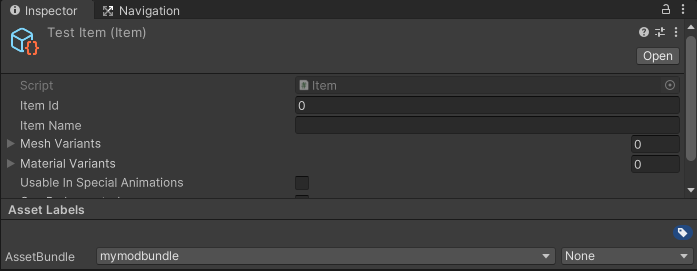 Inspector Navigation
Test Item (Item)
Open
Script Item
Item Id 0
Item Name
Mesh Variants 0
Material Variants 0
Usable In Special Animations
Asset Labels
AssetBundle mymodbundle None